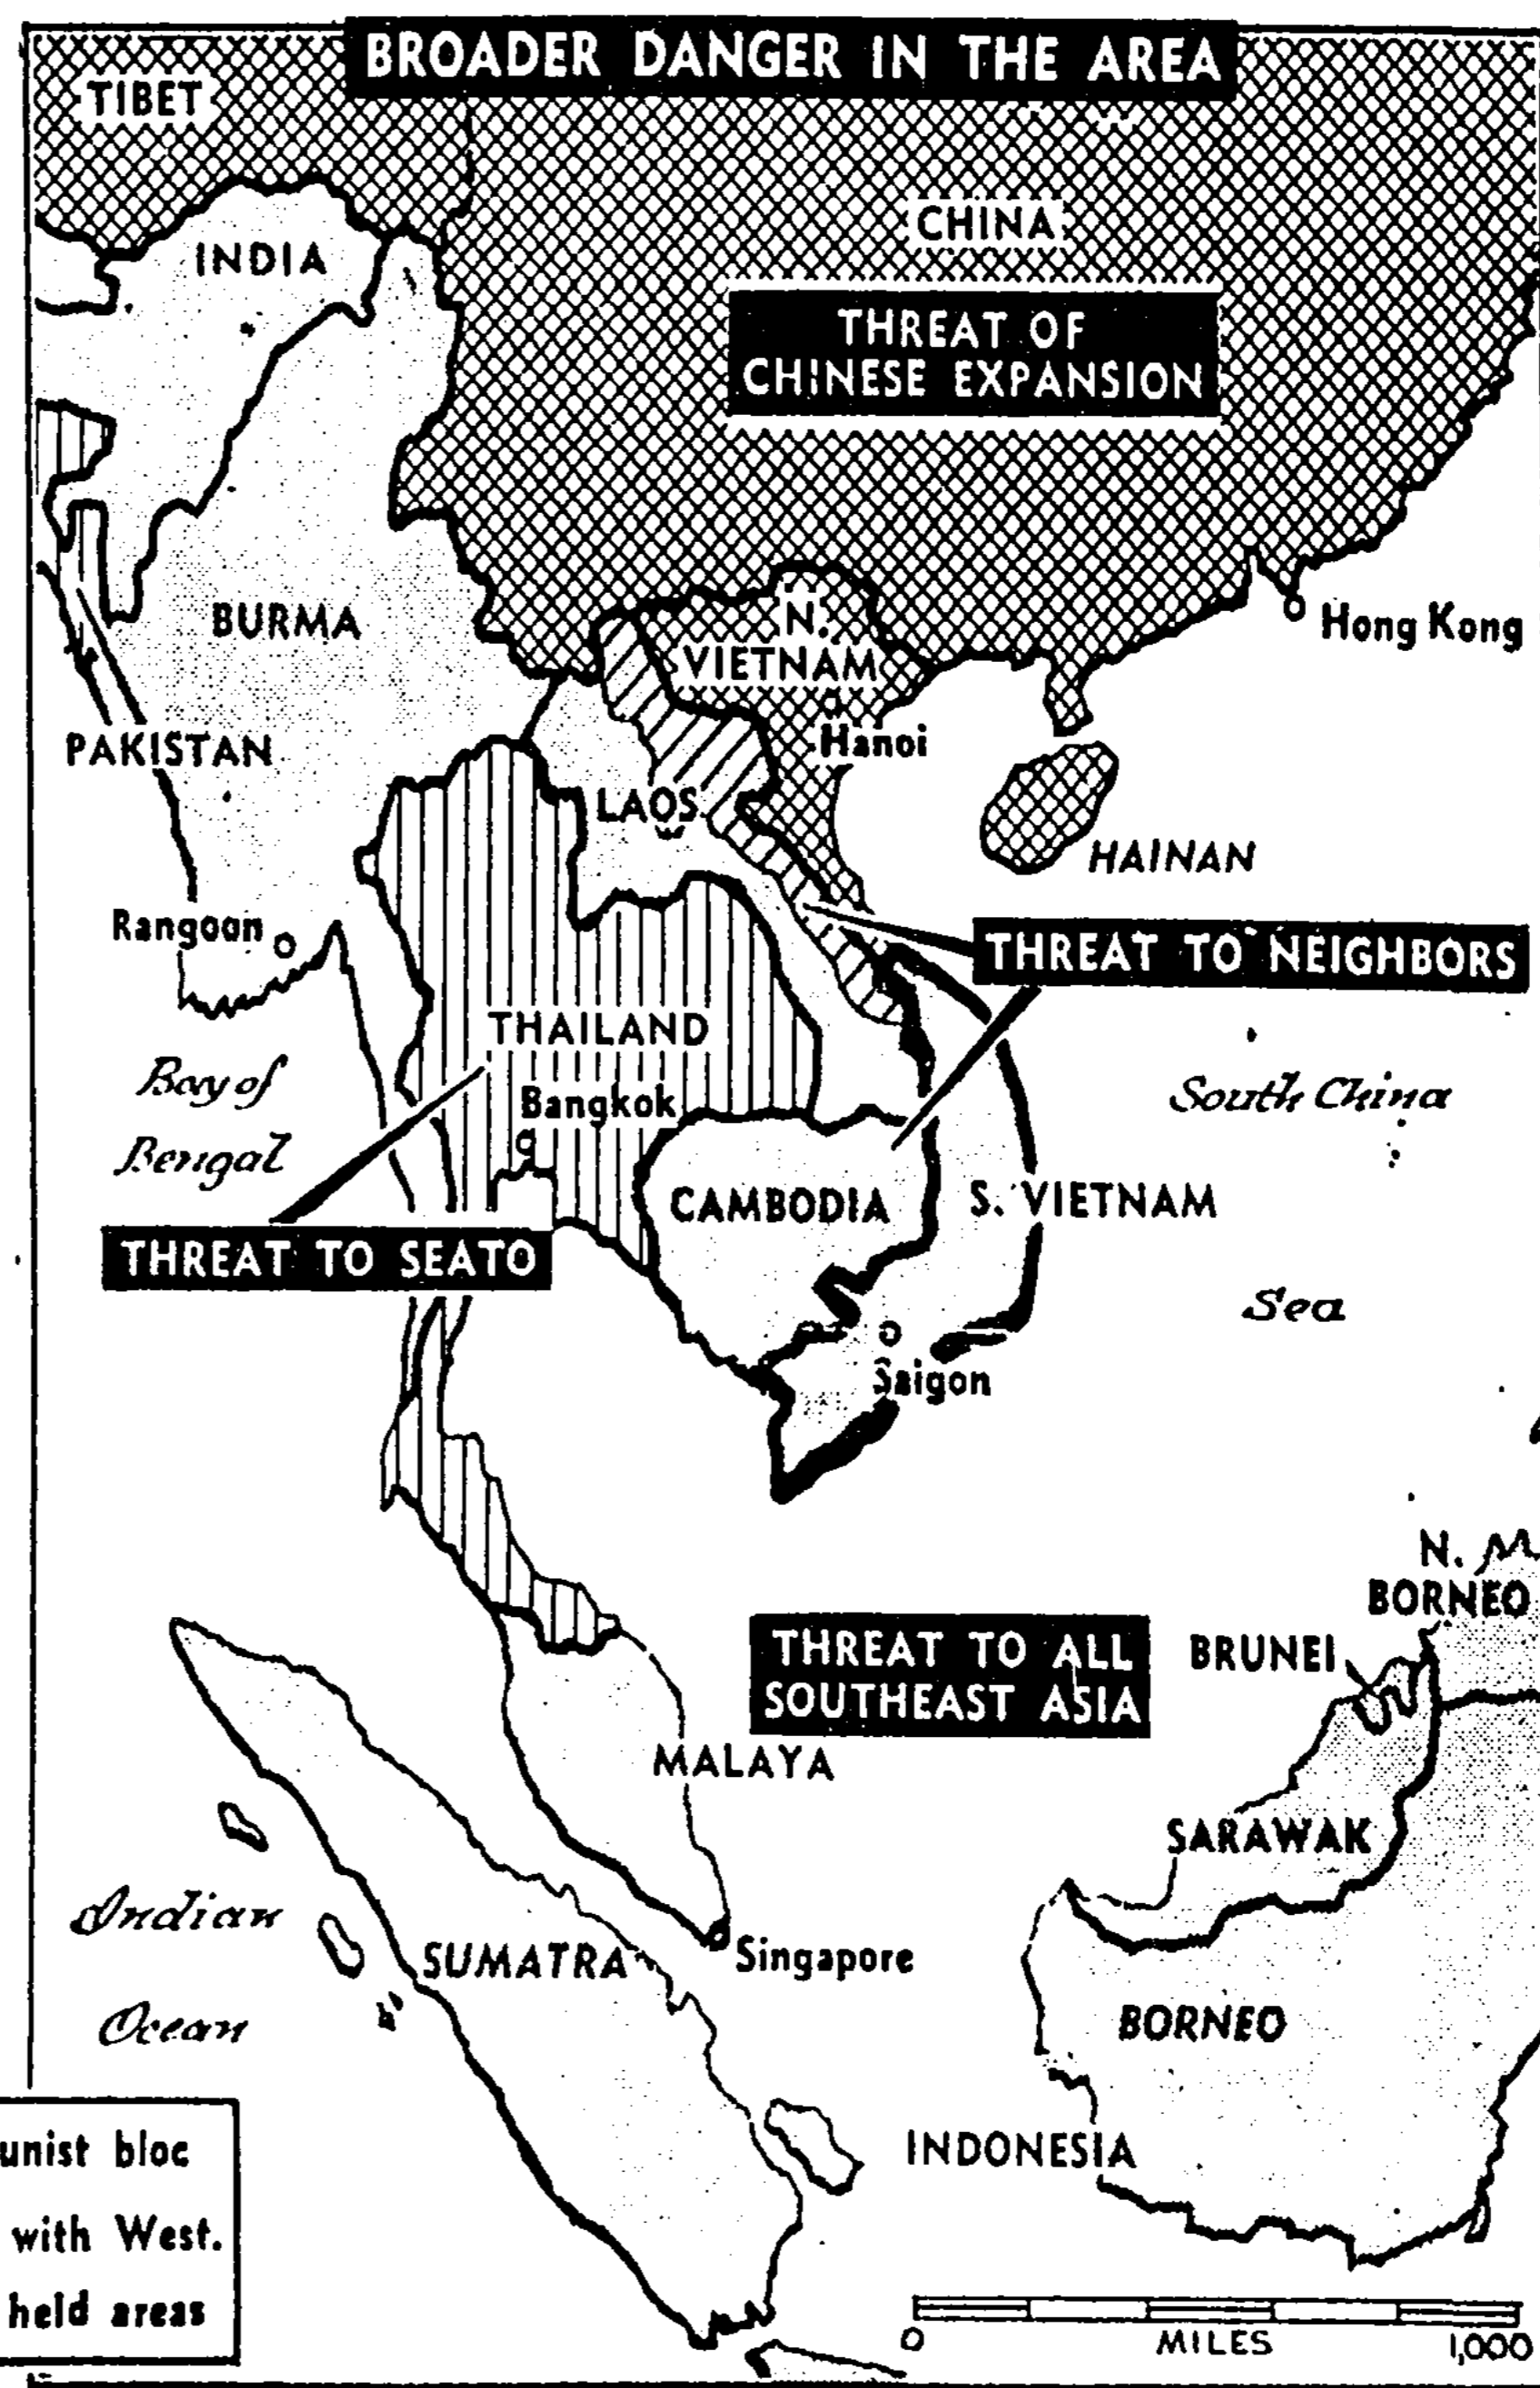 BROADER DANGER IN THE AREA
TIBET
CHINA
INDIA
THREAT OF
CHINESE EXPANSION
BURMA
N.
VIETNAM
Hong Kong
PAKISTAN
Hanoi
LAOS
HAINAN
Rangoon
THREAT TO NEIGHBORS
THAILAND
Bay of
Bengal
Bangkok
South China
Sea
CAMBODIA
S. VIETNAM
THREAT TO SEATO
Saigon
N.
BORNEO
THREAT TO ALL
SOUTHEAST ASIA
BRUNEI
MALAYA
SARAWAK
Indian
Ocean
SUMATRA
Singapore
BORNEO
INDONESIA
unist bloc
with West.
held areas
0 MILES 1,000